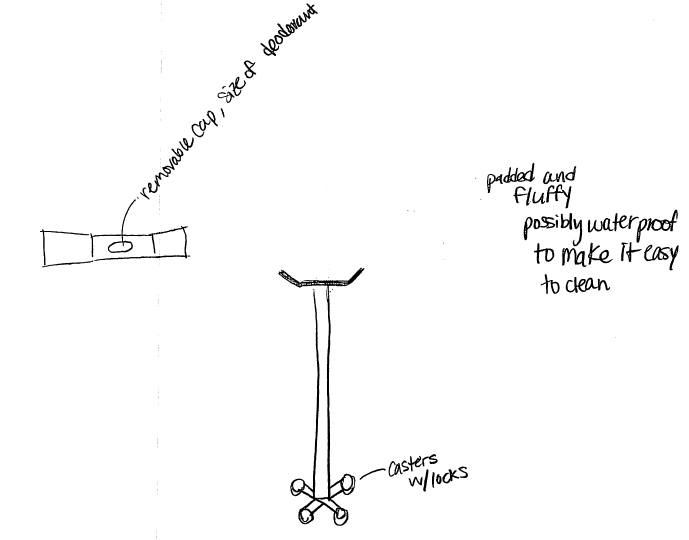 removable cap, size of deodorant
padded and
fluffy
possibly waterproof
to make it easy
to clean
casters
w/locks